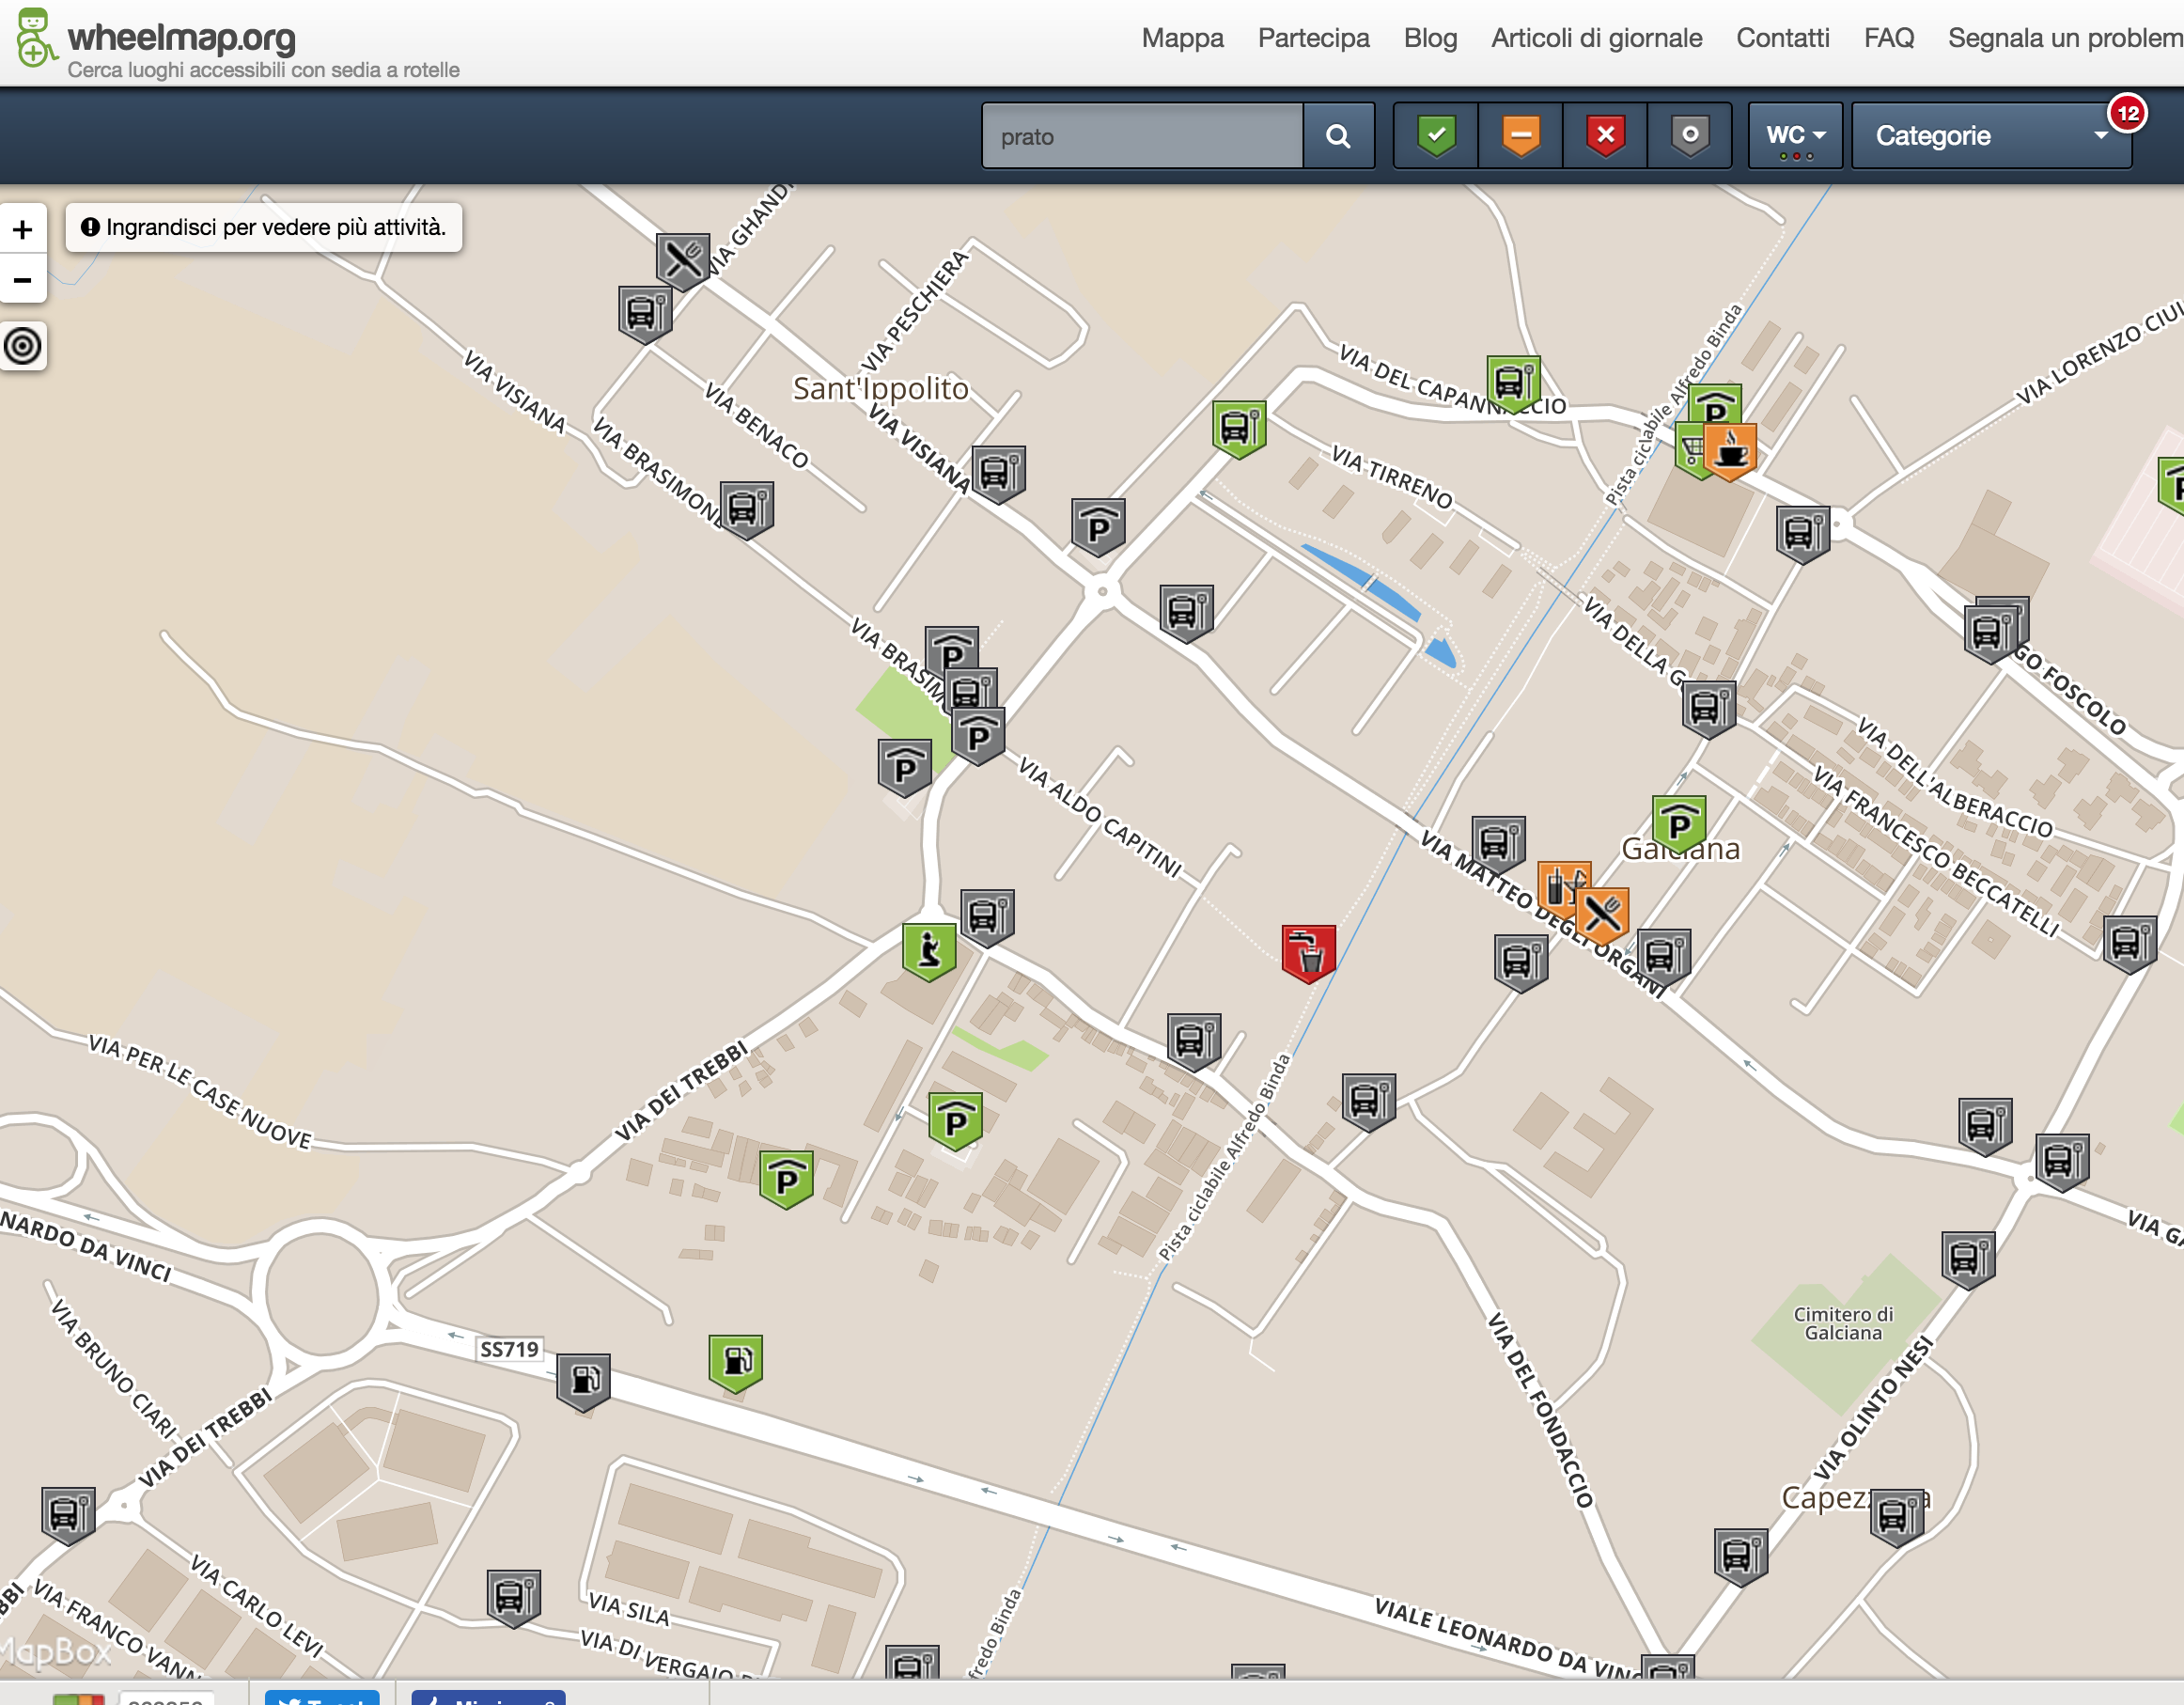 wheelmap.org
Cerca luoghi accessibili con sedia a rotelle
Mappa Partecipa Blog Articoli di giornale Contatti FAQ Segnala un problem
prato
WC
Categorie
12
+
Ingrandisci per vedere più attività.
−
VIA GHANDI
VIA PESCHIERA
VIA VISIANA
Sant'Ippolito
VIA BENACO
VIA VISIANA
VIA BRASIMONE
VIA DEL CAPANNACCIO
Pista ciclabile Alfredo Binda
VIA LORENZO CIUL
VIA TIRRENO
VIA DELLA G
GO FOSCOLO
VIA BRASIM
VIA ALDO CAPITINI
VIA DELL'ALBERACCIO
VIA FRANCESCO BECCATELLI
Galciana
VIA MATTEO DEGLI ORGANI
VIA PER LE CASE NUOVE
VIA DEI TREBBI
Pista ciclabile Alfredo Binda
NARDO DA VINCI
VIA GA
VIA BRUNO CIARI
SS719
Cimitero di
Galciana
VIA DEL FONDACCIO
VIA OLINTO NESI
VIA DEI TREBBI
VIA CARLO LEVI
VIA FRANCO VANN
BBI
VIA SILA
VIA DI VERGAIO
fredo Binda
VIALE LEONARDO DA VINC
MapBox
Tweet